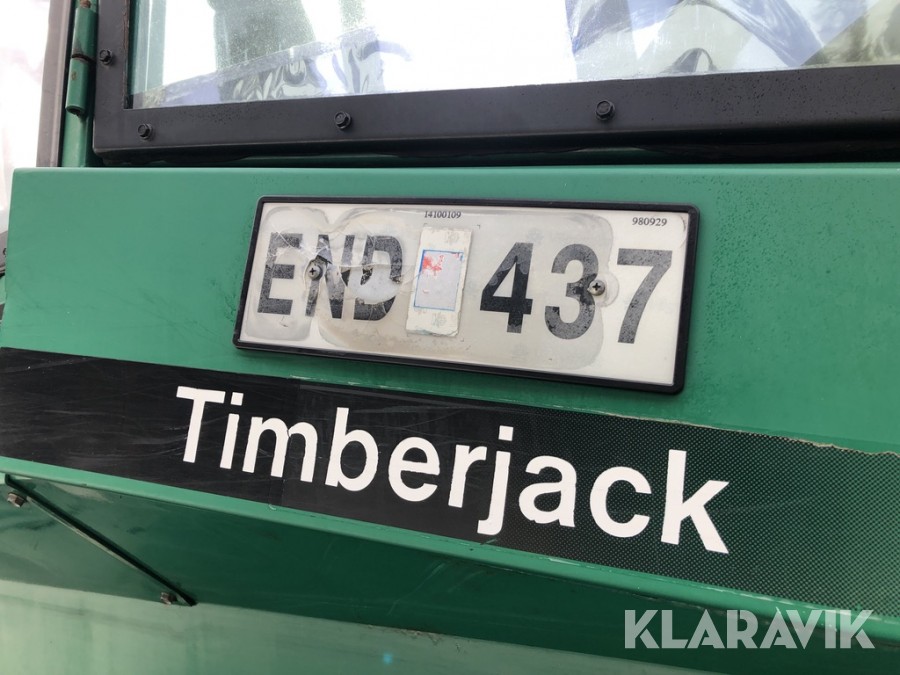 14100109 980929
END 437
Timberjack
KLARAVIK